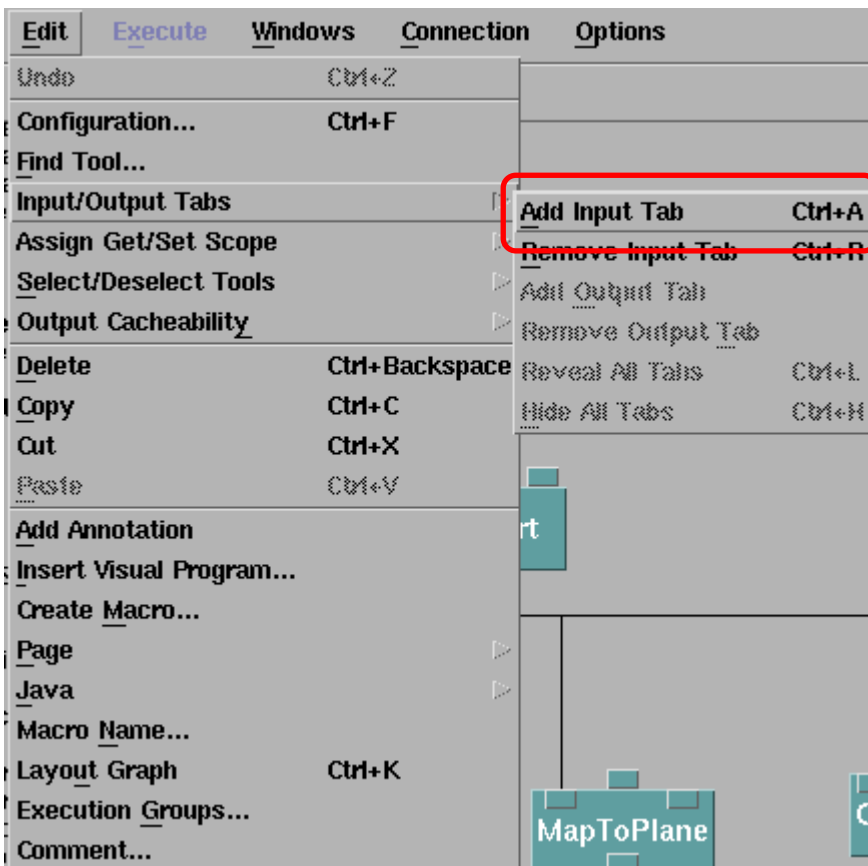 Edit Execute Windows Connection Options
Undo Ctrl+Z
Configuration... Ctrl+F
Find Tool...
Input/Output Tabs
Assign Get/Set Scope
Select/Deselect Tools
Output Cacheability
Delete Ctrl+Backspace
Copy Ctrl+C
Cut Ctrl+X
Paste Ctrl+V
Add Annotation
Insert Visual Program...
Create Macro...
Page
Java
Macro Name...
Layout Graph Ctrl+K
Execution Groups...
Comment...
Add Input Tab Ctrl+A
Remove Input Tab Ctrl+R
Add Output Tab
Remove Output Tab
Reveal All Tabs Ctrl+L
Hide All Tabs Ctrl+H
rt
MapToPlane
C